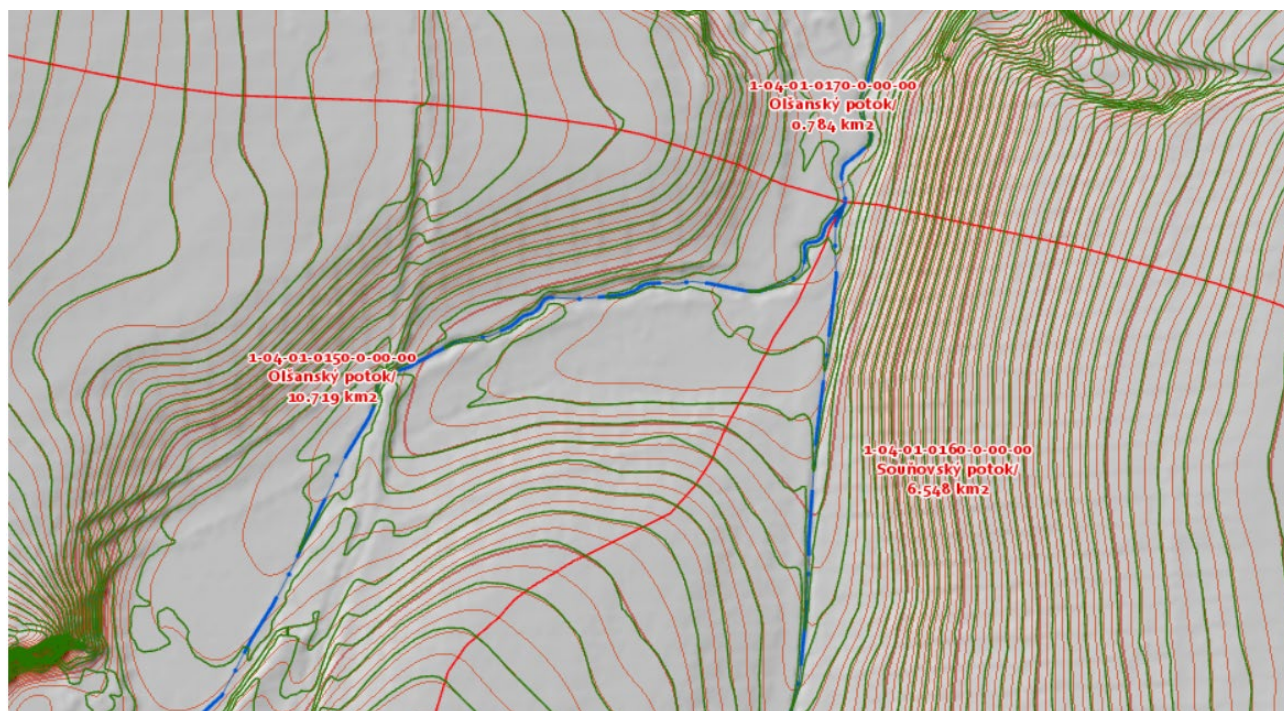 1-04-01-0170-0-00-00
Olšanský potok/
0.784 km2
1-04-01-0150-0-00-00
Olšanský potok/
10.719 km2
1-04-01-0160-0-00-00
Souňovský potok/
6.548 km2